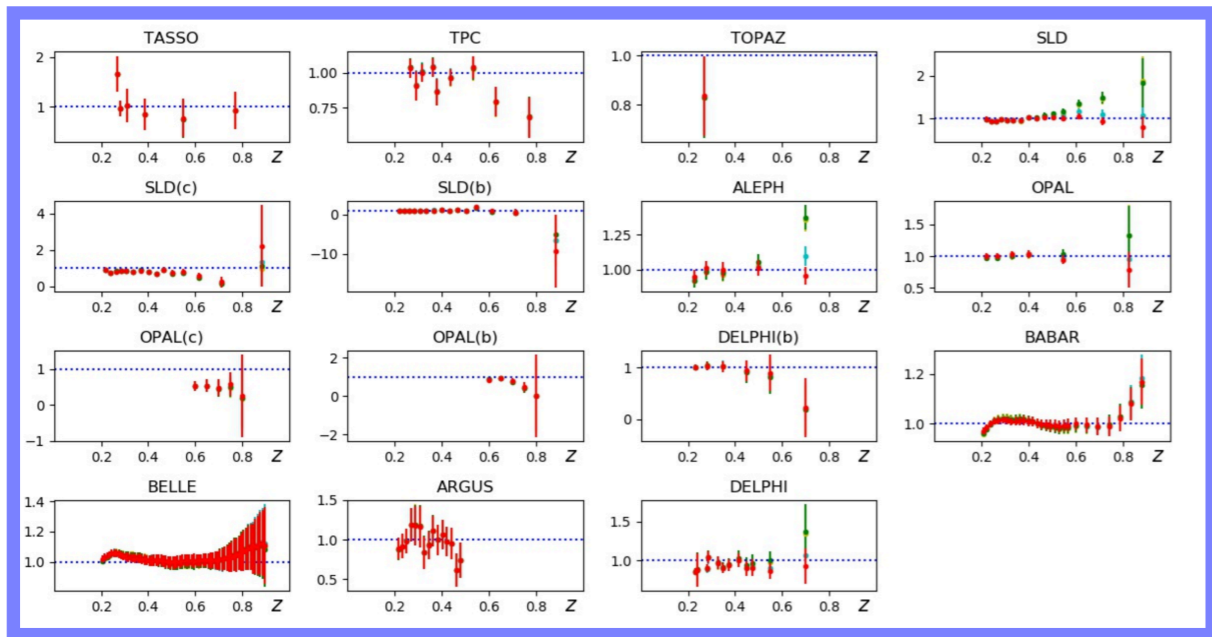 TASSO
TPC
TOPAZ
SLD
2
1
0.2 0.4 0.6 0.8 z
1.00
0.75
0.2 0.4 0.6 0.8 z
1.0
0.8
0.2 0.4 0.6 0.8 z
2
1
0.2 0.4 0.6 0.8 z
SLD(c)
SLD(b)
ALEPH
OPAL
4
2
0
0.2 0.4 0.6 0.8 z
0
−10
0.2 0.4 0.6 0.8 z
1.25
1.00
0.2 0.4 0.6 0.8 z
1.5
1.0
0.5
0.2 0.4 0.6 0.8 z
OPAL(c)
OPAL(b)
DELPHI(b)
BABAR
1
0
−1
0.2 0.4 0.6 0.8 z
2
0
−2
0.2 0.4 0.6 0.8 z
1
0
0.2 0.4 0.6 0.8 z
1.2
1.0
0.2 0.4 0.6 0.8 z
BELLE
ARGUS
DELPHI
1.4
1.2
1.0
0.2 0.4 0.6 0.8 z
1.5
1.0
0.5
0.2 0.4 0.6 0.8 z
1.5
1.0
0.2 0.4 0.6 0.8 z